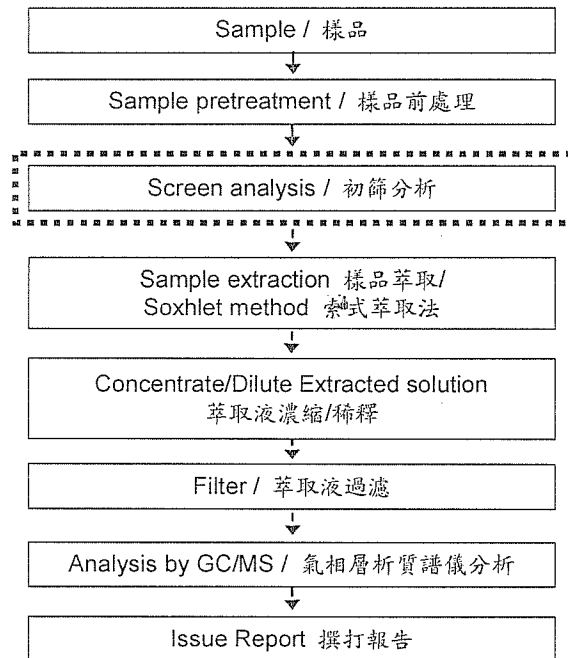 Sample / 樣品
Sample pretreatment / 樣品前處理
Screen analysis / 初篩分析
Sample extraction 樣品萃取/
Soxhlet method 索式萃取法
Concentrate/Dilute Extracted solution
萃取液濃縮/稀釋
Filter / 萃取液過濾
Analysis by GC/MS / 氣相層析質譜儀分析
Issue Report 撰打報告